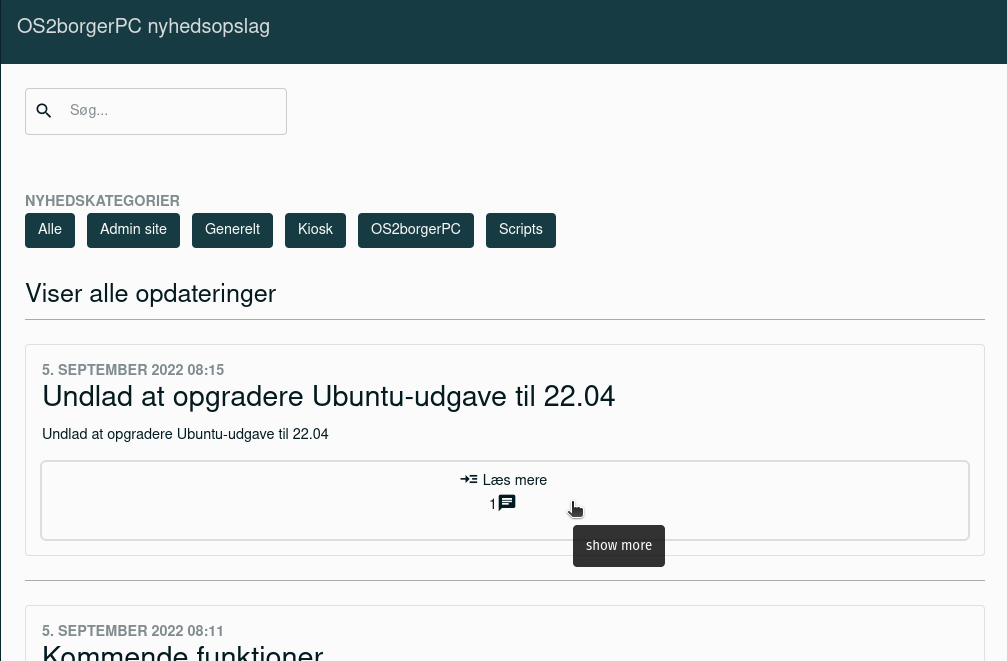 OS2borgerPC nyhedsopslag
Søg...
NYHEDSKATEGORIER
Alle Admin site Generelt Kiosk OS2borgerPC Scripts
Viser alle opdateringer
5. SEPTEMBER 2022 08:15
Undlad at opgradere Ubuntu-udgave til 22.04
Undlad at opgradere Ubuntu-udgave til 22.04
Læs mere
1
show more
5. SEPTEMBER 2022 08:11
Kommende funktioner